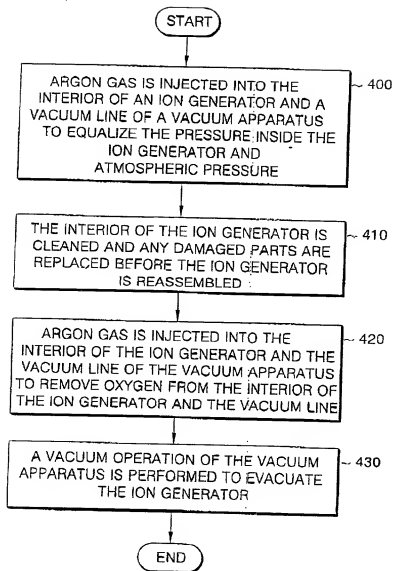 START
ARGON GAS IS INJECTED INTO THE
INTERIOR OF AN ION GENERATOR AND A
VACUUM LINE OF A VACUUM APPARATUS
TO EQUALIZE THE PRESSURE INSIDE THE
ION GENERATOR AND
ATMOSPHERIC PRESSURE
400
THE INTERIOR OF THE ION GENERATOR IS
CLEANED AND ANY DAMAGED PARTS ARE
REPLACED BEFORE THE ION GENERATOR
IS REASSEMBLED
410
ARGON GAS IS INJECTED INTO THE
INTERIOR OF THE ION GENERATOR AND THE
VACUUM LINE OF THE VACUUM APPARATUS
TO REMOVE OXYGEN FROM THE INTERIOR OF
THE ION GENERATOR AND THE VACUUM LINE
420
A VACUUM OPERATION OF THE VACUUM
APPARATUS IS PERFORMED TO EVACUATE
THE ION GENERATOR
430
END